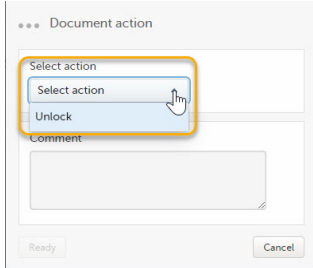 Document action
Select action
Select action
Unlock
Comment
Ready
Cancel